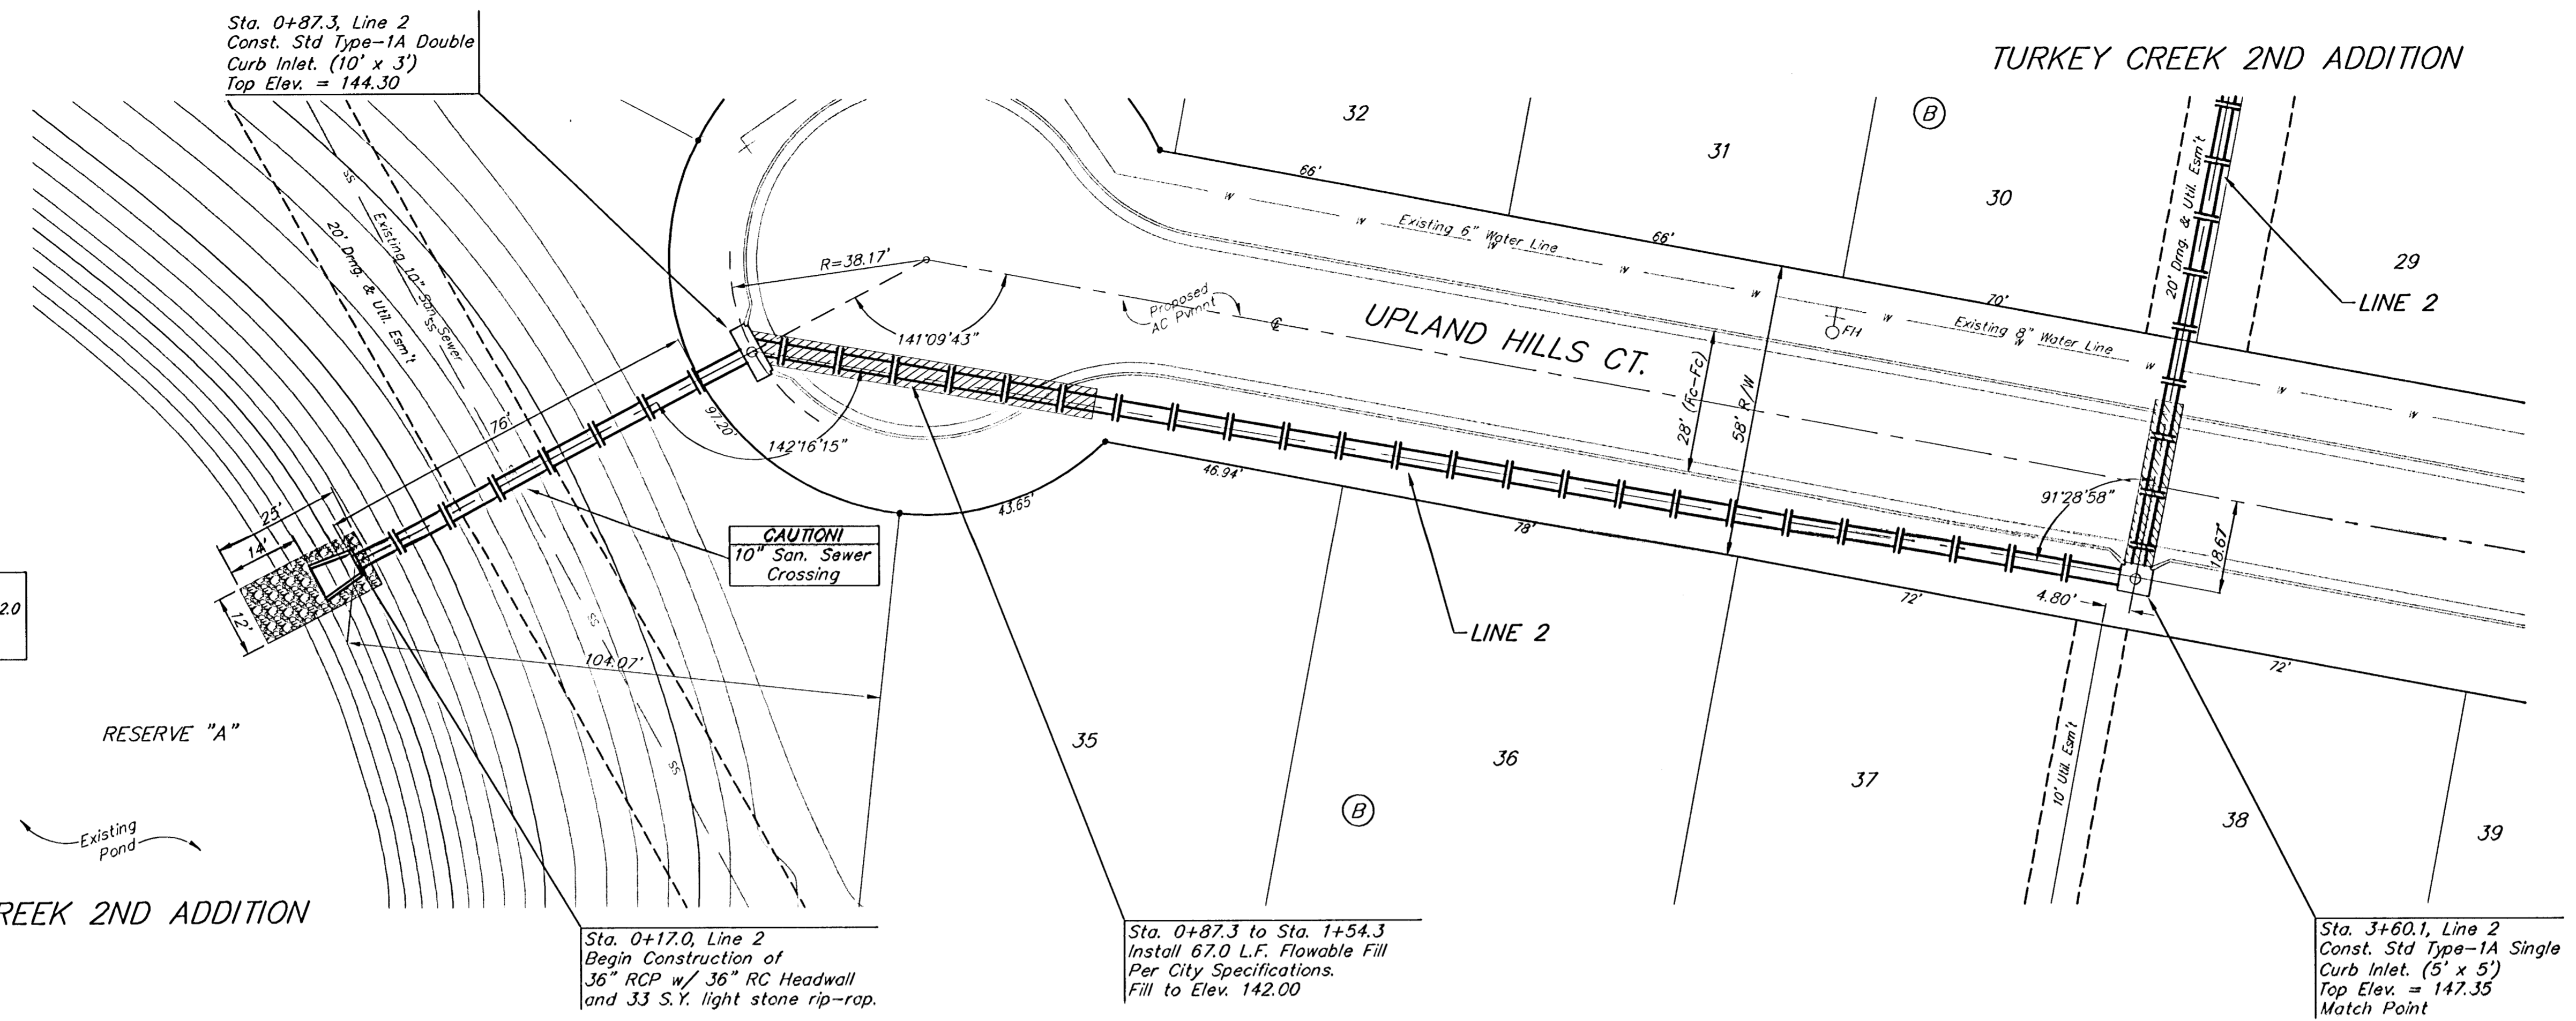 Sta. 0+87.3, Line 2
Const. Std Type-1A Double
Curb Inlet. (10' x 3')
Top Elev. = 144.30
TURKEY CREEK 2ND ADDITION
32
31
B
30
29
66'
66'
70'
W
W
W
Existing 6" Water Line
W
W
W
W
Existing 8" Water Line
W
W
W
W
FH
20' Drng. & Util. Esm't
LINE 2
SS
Existing 10" San. Sewer
SS
20' Drng. & Util. Esm't
R=38.17'
141°09'43"
Proposed
AC Pvmnt
℄
UPLAND HILLS CT.
28' (Fc-Fc)
58' R/W
97.20'
142°16'15"
76'
25'
14'
12'
43.65'
46.94'
78'
72'
72'
91°28'58"
18.67'
4.80'
CAUTION!
10" San. Sewer
Crossing
LINE 2
104.07'
SS
SS
2.0
RESERVE "A"
Existing
Pond
REEK 2ND ADDITION
35
36
37
38
39
B
10' Util. Esm't
Sta. 0+17.0, Line 2
Begin Construction of
36" RCP w/ 36" RC Headwall
and 33 S.Y. light stone rip-rap.
Sta. 0+87.3 to Sta. 1+54.3
Install 67.0 L.F. Flowable Fill
Per City Specifications.
Fill to Elev. 142.00
Sta. 3+60.1, Line 2
Const. Std Type-1A Single
Curb Inlet. (5' x 5')
Top Elev. = 147.35
Match Point